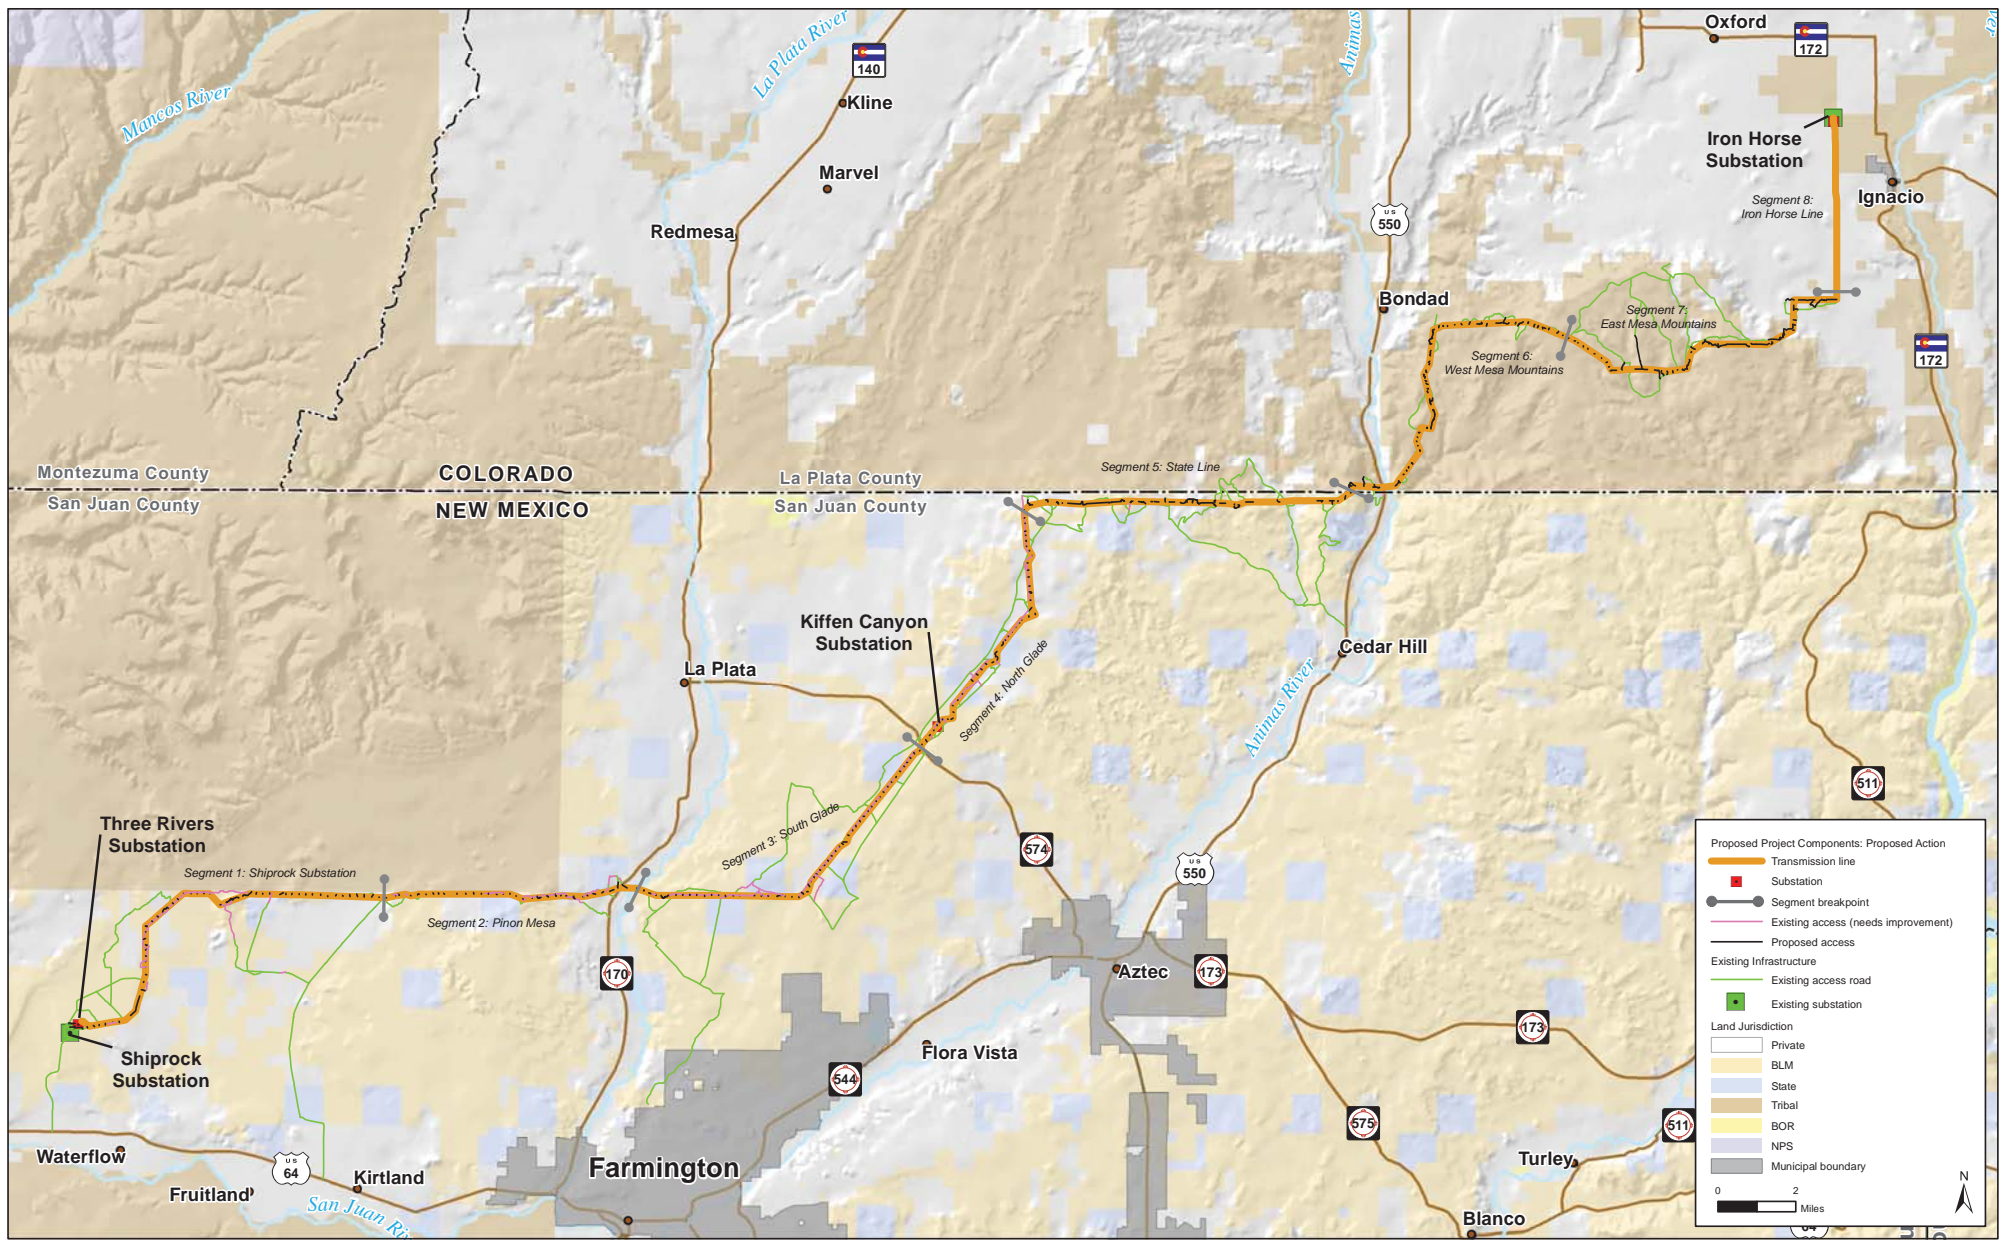 Oxford
172
Animas
La Plata River
140
Kline
Mancos River
Iron Horse
Substation
Marvel
Ignacio
Segment 8:
Iron Horse Line
US
550
Redmesa
Bondad
Segment 7:
East Mesa Mountains
172
Segment 6:
West Mesa Mountains
Montezuma County
COLORADO
La Plata County
Segment 5: State Line
San Juan County
NEW MEXICO
San Juan County
Kiffen Canyon
Substation
Cedar Hill
La Plata
Segment 4: North Glade
Animas River
511
Three Rivers
Substation
Segment 3: South Glade
574
US
550
Segment 1: Shiprock Substation
Segment 2: Pinon Mesa
170
Aztec
173
173
Shiprock
Substation
Flora Vista
544
575
511
Waterflow
US
64
Kirtland
Fruitland
San Juan Ri
Farmington
Turley
Blanco
Proposed Project Components: Proposed Action
Transmission line
Substation
Segment breakpoint
Existing access (needs improvement)
Proposed access
Existing Infrastructure
Existing access road
Existing substation
Land Jurisdiction
Private
BLM
State
Tribal
BOR
NPS
Municipal boundary
N
0 2
Miles